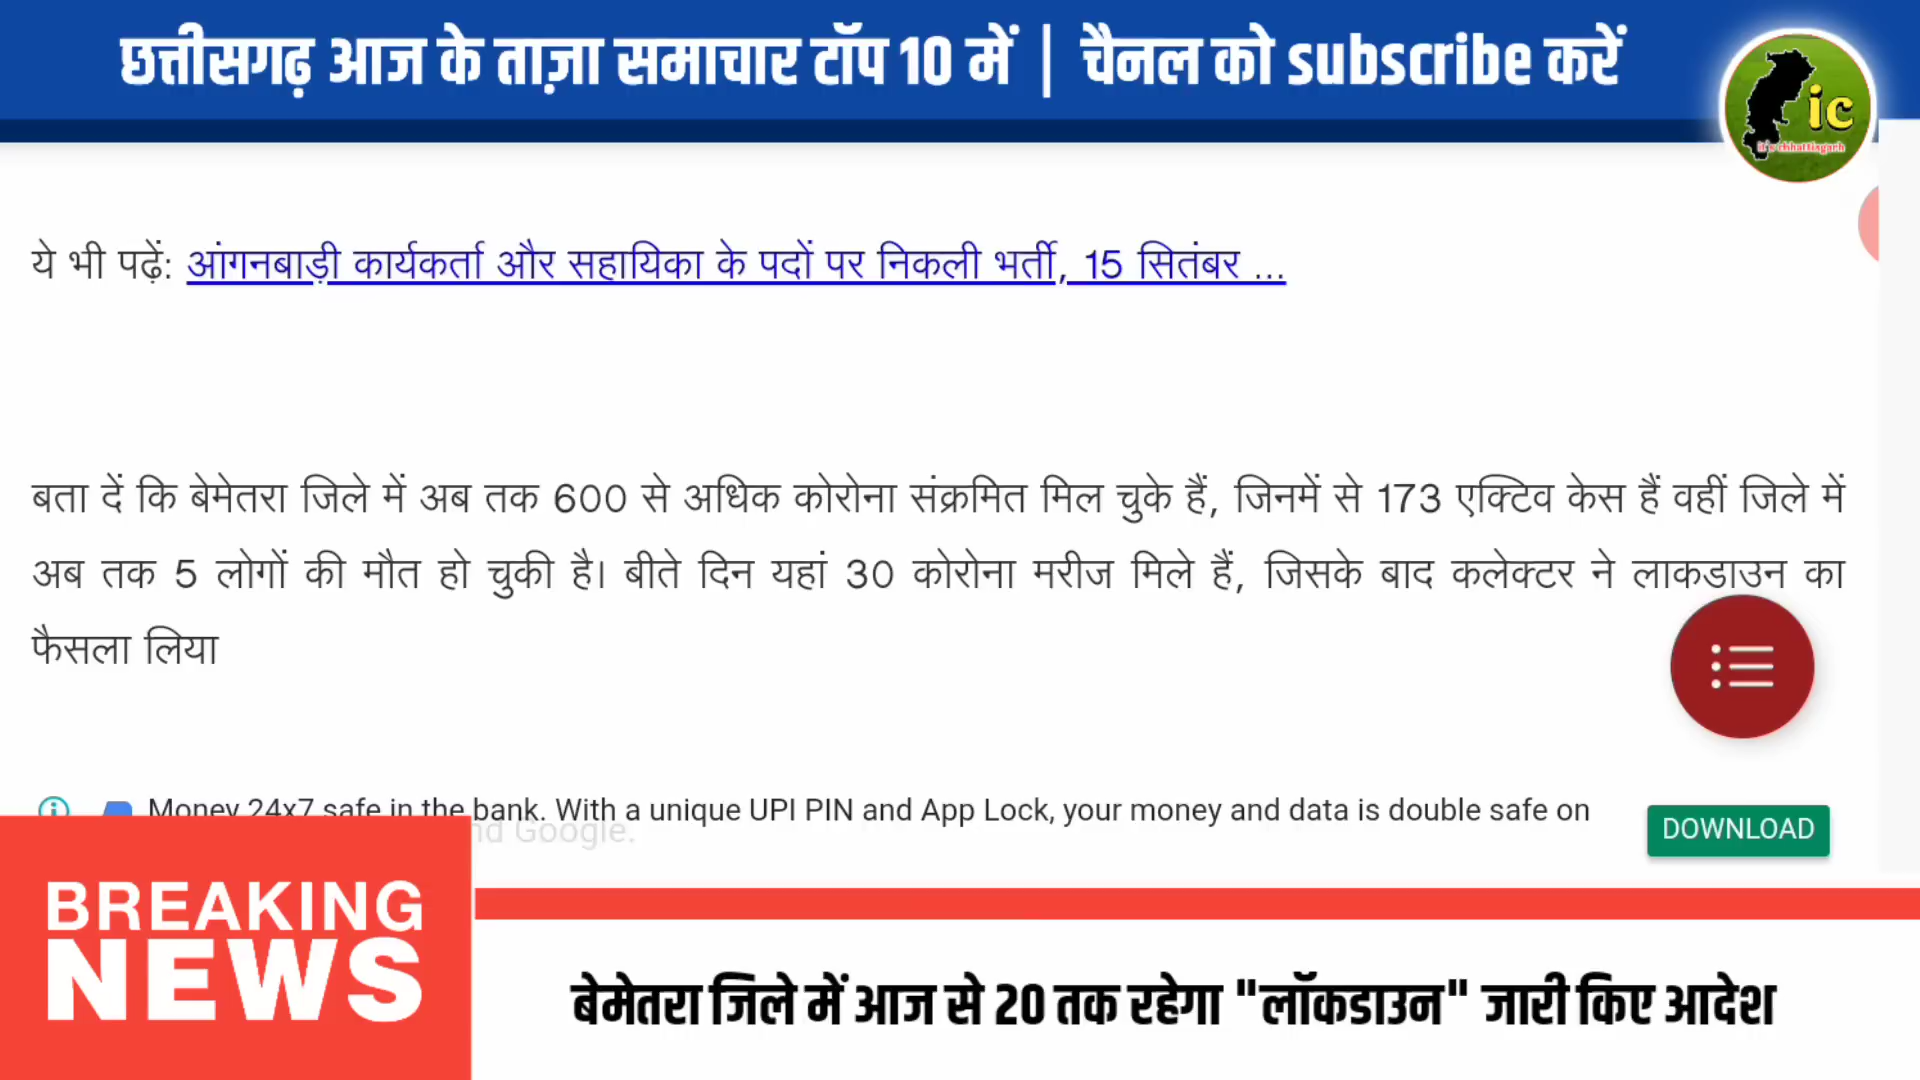 छत्तीसगढ़ आज के ताज़ा समाचार टॉप 10 में | चैनल को subscribe करें
ic
it's chhattisgarh
ये भी पढ़ें: आंगनबाड़ी कार्यकर्ता और सहायिका के पदों पर निकली भर्ती, 15 सितंबर ...
बता दें कि बेमेतरा जिले में अब तक 600 से अधिक कोरोना संक्रमित मिल चुके हैं, जिनमें से 173 एक्टिव केस हैं वहीं जिले में
अब तक 5 लोगों की मौत हो चुकी है। बीते दिन यहां 30 कोरोना मरीज मिले हैं, जिसके बाद कलेक्टर ने लाकडाउन का
फैसला लिया
Money 24x7 safe in the bank. With a unique UPI PIN and App Lock, your money and data is double safe on
Google.
DOWNLOAD
BREAKING
NEWS
बेमेतरा जिले में आज से 20 तक रहेगा "लॉकडाउन" जारी किए आदेश